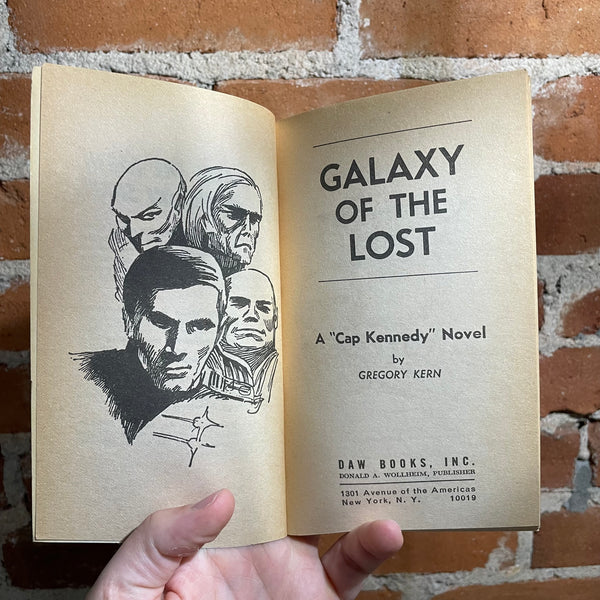 GALAXY
OF THE
LOST
A "Cap Kennedy" Novel
by
GREGORY KERN
DAW BOOKS, INC.
DONALD A. WOLLHEIM, PUBLISHER
1301 Avenue of the Americas
New York, N. Y. 10019